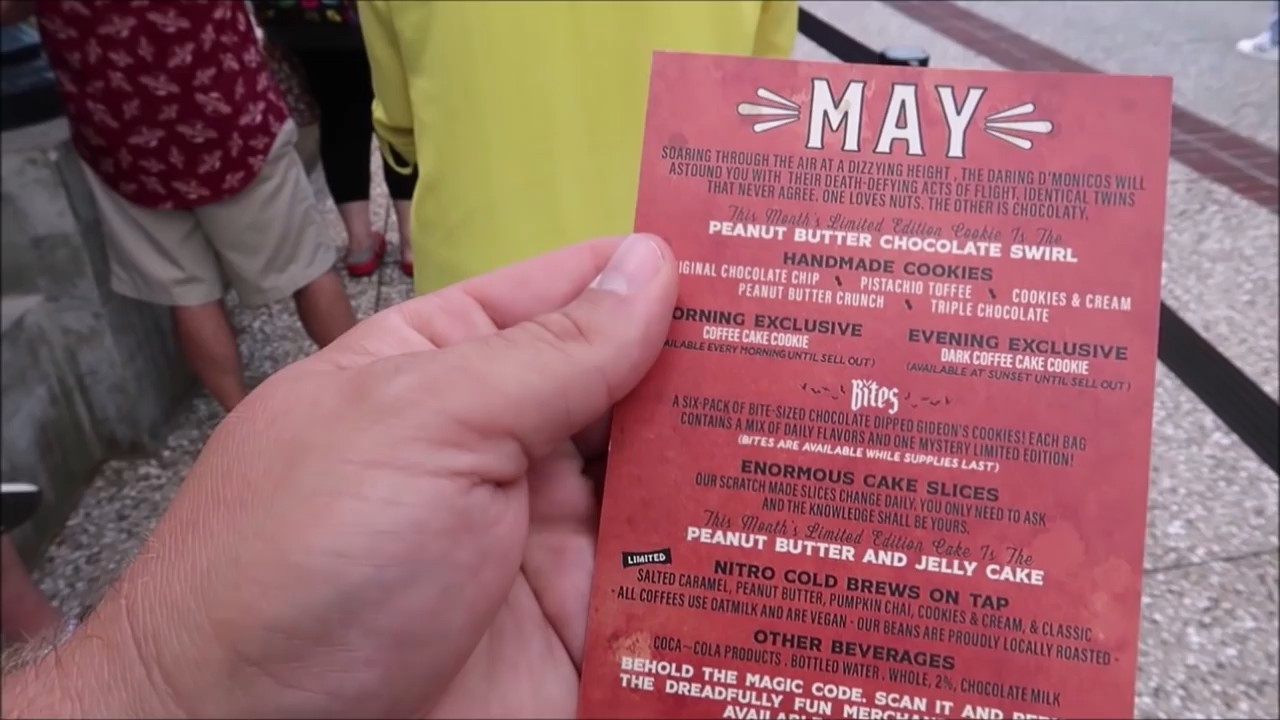 MAY
SOARING THROUGH THE AIR AT A DIZZYING HEIGHT , THE DARING D'MONICOS WILL
ASTOUND YOU WITH THEIR DEATH-DEFYING ACTS OF FLIGHT. IDENTICAL TWINS
THAT NEVER AGREE. ONE LOVES NUTS. THE OTHER IS CHOCOLATY.
This Month's Limited Edition Cookie Is The
PEANUT BUTTER CHOCOLATE SWIRL
HANDMADE COOKIES
IGINAL CHOCOLATE CHIP PISTACHIO TOFFEE COOKIES & CREAM
PEANUT BUTTER CRUNCH TRIPLE CHOCOLATE
ORNING EXCLUSIVE
COFFEE CAKE COOKIE
AILABLE EVERY MORNING UNTIL SELL OUT)
EVENING EXCLUSIVE
DARK COFFEE CAKE COOKIE
(AVAILABLE AT SUNSET UNTIL SELL OUT)
Bites
A SIX-PACK OF BITE-SIZED CHOCOLATE DIPPED GIDEON'S COOKIES! EACH BAG
CONTAINS A MIX OF DAILY FLAVORS AND ONE MYSTERY LIMITED EDITION!
(BITES ARE AVAILABLE WHILE SUPPLIES LAST)
ENORMOUS CAKE SLICES
OUR SCRATCH MADE SLICES CHANGE DAILY, YOU ONLY NEED TO ASK
AND THE KNOWLEDGE SHALL BE YOURS.
This Month's Limited Edition Cake Is The
PEANUT BUTTER AND JELLY CAKE
LIMITED
NITRO COLD BREWS ON TAP
SALTED CARAMEL, PEANUT BUTTER, PUMPKIN CHAI, COOKIES & CREAM, & CLASSIC
- ALL COFFEES USE OATMILK AND ARE VEGAN - OUR BEANS ARE PROUDLY LOCALLY ROASTED -
OTHER BEVERAGES
COCA~COLA PRODUCTS . BOTTLED WATER . WHOLE, 2%, CHOCOLATE MILK
BEHOLD THE MAGIC CODE. SCAN IT AND
THE DREADFULLY FUN